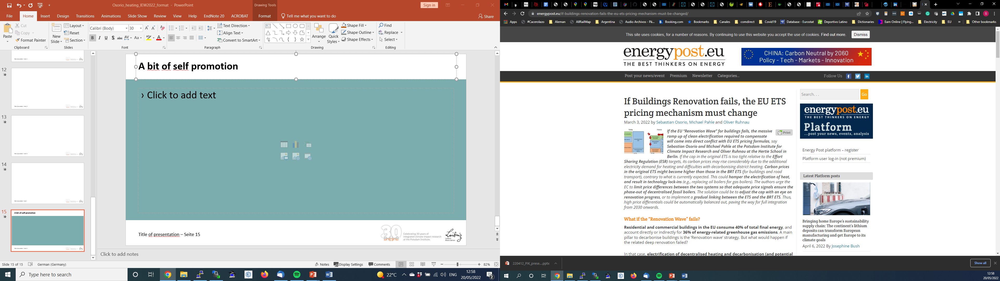 Osorio_heating_IEW2022_format - PowerPoint
Drawing Tools
Sign in
File Home Insert Design Transitions Animations Slide Show Review View Help EndNote 20 ACROBAT Format Tell me what you want to do
Share
Paste
Cut
Copy
Format Painter
Clipboard
New Slide
Layout
Reset
Section
Slides
Calibri (Body) 30
Font
Text Direction
Align Text
Convert to SmartArt
Paragraph
Arrange
Quick Styles
Shape Fill
Shape Outline
Shape Effects
Drawing
Find
Replace
Select
Editing
12
13
14
15
A bit of self promotion
A bit of self promotion
› Click to add text
Title of presentation – Seite 15
30
Celebrating 30 years of
integrated climate impact research
at the Potsdam Institute.
Leibniz
Association
Click to add notes
Slide 15 of 15 German (Germany)
Notes Display Settings Comments 82%
Type here to search
22°C ENG
12:58
20/05/2022
2
energypost.eu/if-buildings-renovation-fails-the-eu-ets-pricing-mechanism-must-be-changed/
Apps #Cacerolazo Aleman AllRailMap Argentina Audio Archivos - Pá... Booking.com Bookmarks Canales comdirect Covid19 Database - Eurostat Deportivo Latino Dictionaries Earn Online | Flying... Electricity EU » Other bookmarks
This site uses cookies, for a number of reasons. By continuing to use this website you accept the use of cookies. Find out more. Dismiss
energypost.eu
THE BEST THINKERS ON ENERGY
CHINA: Carbon Neutral by 2060
Policy - Tech - Markets - Innovation
Post your news/event Premium Newsletter Categories...
Follow Us
If Buildings Renovation fails, the EU ETS
pricing mechanism must change
March 3, 2022 by Sebastian Osorio, Michael Pahle and Oliver Ruhnau
Today Future
Print
If the EU “Renovation Wave” for buildings fails, the massive
ramp up of clean electrification required to compensate
will come into direct conflict with EU ETS pricing formulas, say
Sebastian Osorio and Michael Pahle at the Potsdam Institute for
Climate Impact Research and Oliver Ruhnau at the Hertie School in
Berlin. If the cap in the original ETS is too tight relative to the Effort
Sharing Regulation (ESR) targets, its carbon prices may rise considerably due to the additional
electricity demand for heating and difficulties with decarbonising district heating. Carbon prices
in the original ETS might become higher than those in the BRT ETS (for buildings and road
transport), contrary to what is currently expected. This could hamper the electrification of heat,
and result in technology lock-ins (e.g., replacing oil boilers for gas boilers). The authors urge the
EC to limit price differences between the two systems so that adequate price signals ensure the
phase-out of decentralised fossil boilers. The solution could be to adjust the cap with an eye on
renovation progress, or to implement a gradual linking between the ETS and the BRT ETS. Thus,
high price differentials could be automatically balanced out, paving the way for full integration
from 2030 onwards.
What if the “Renovation Wave” fails?
Residential and commercial buildings in the EU consume 40% of total final energy, and
account directly or indirectly for 36% of energy-related greenhouse gas emissions. A main
pillar to decarbonise buildings is the ‘Renovation wave’ strategy. But what would happen if
the related deep renovation failed?
In that case, electrification of decentralised heating and decarbonisation (and potential
Search. . . Go
energypost.eu
THE BEST THINKERS ON ENERGY
Platform
...post your news, events, analysis
Energy Post platform – register
Platform user log-in (not premium)
Latest Platform posts
Bringing home Europe's sustainability
supply chain: The continent's lithium
deposits can transform European
manufacturing and get Europe to its
climate goals
April 6, 2022 By Josephine Bush
220412_PIK_prese....pptx
Show all
12:58
20/05/2022